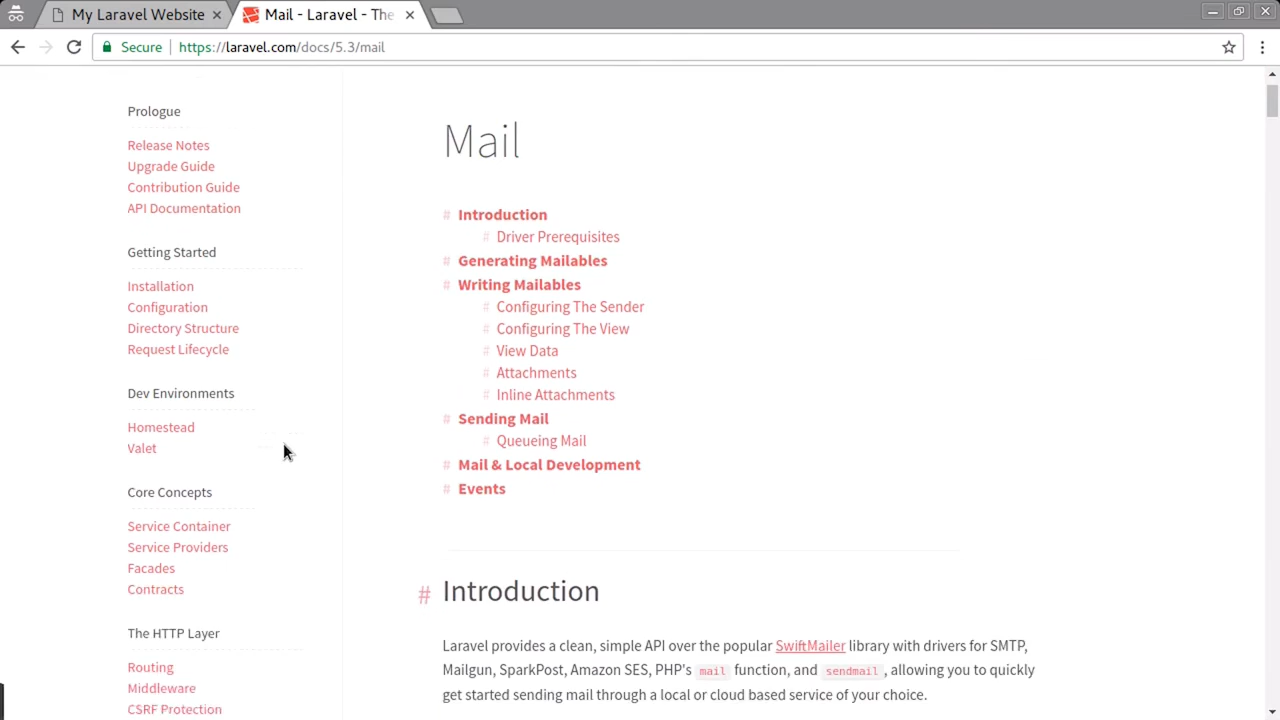 My Laravel Website
Mail - Laravel - The
Secure
https://laravel.com/docs/5.3/mail
Prologue
Release Notes
Upgrade Guide
Contribution Guide
API Documentation
Getting Started
Installation
Configuration
Directory Structure
Request Lifecycle
Dev Environments
Homestead
Valet
Core Concepts
Service Container
Service Providers
Facades
Contracts
The HTTP Layer
Routing
Middleware
CSRF Protection
Mail
# Introduction
# Driver Prerequisites
# Generating Mailables
# Writing Mailables
# Configuring The Sender
# Configuring The View
# View Data
# Attachments
# Inline Attachments
# Sending Mail
# Queueing Mail
# Mail & Local Development
# Events
# Introduction
Laravel provides a clean, simple API over the popular SwiftMailer library with drivers for SMTP,
Mailgun, SparkPost, Amazon SES, PHP's mail function, and sendmail, allowing you to quickly
get started sending mail through a local or cloud based service of your choice.